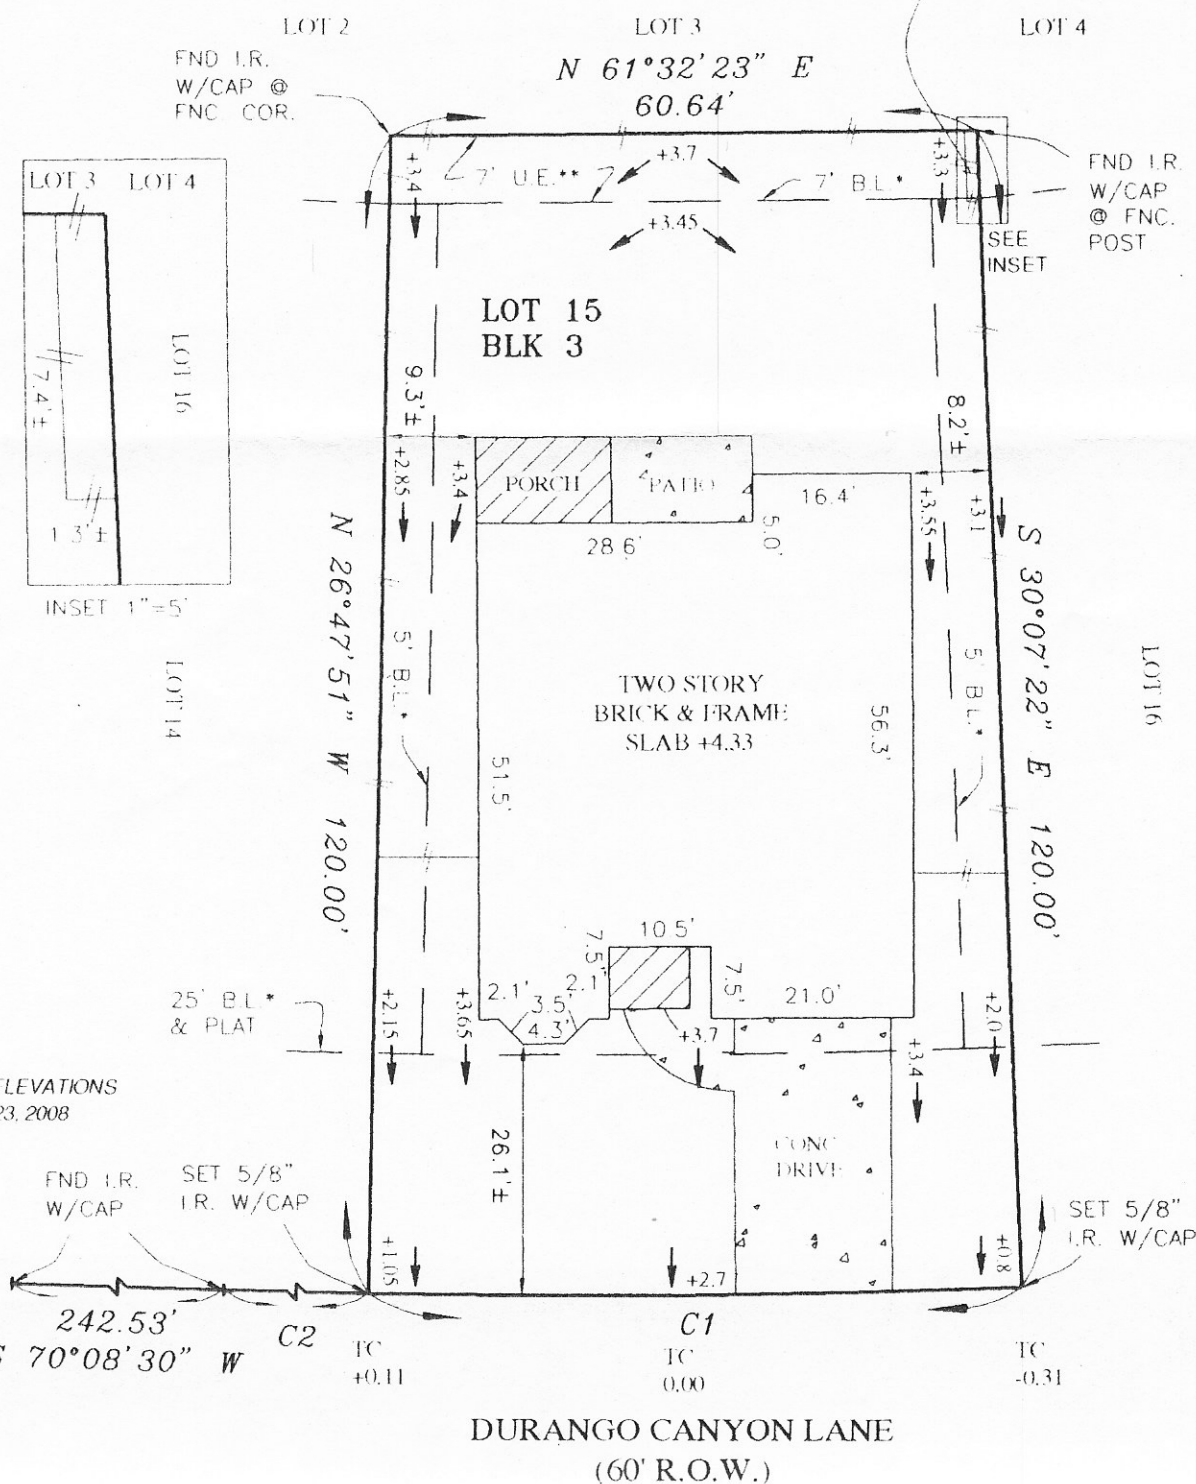 LOT 2
LOT 3
LOT 4
FND I.R.
W/CAP @
FNC COR.
N 61°32'23" E
60.64'
FND I.R.
W/CAP
@ FNC.
POST
SEE
INSET
+3.4
7' U.E.**
+3.7
7' B.L.*
+3.3
+3.45
LOT 3 LOT 4
LOT 16
7.4'±
1.3'±
INSET 1"=5'
LOT 15
BLK 3
9.3'±
8.2'±
+2.85
+3.4
PORCH
PATIO
16.4'
28.6'
5.0'
+3.55
+3.1
N 26°47'51" W 120.00'
S 30°07'22" E 120.00'
LOT 14
LOT 16
5' B.L.*
5' B.L.*
TWO STORY
BRICK & FRAME
SLAB +4.33
51.5'
56.3'
10.5'
7.5'
7.5'
2.1'
3.5'
2.1'
4.3'
21.0'
25' B.L.*
& PLAT
+2.15
+3.65
+3.7
+3.4
+2.0
ELEVATIONS
23, 2008
26.1'±
CONC
DRIVE
FND I.R.
W/CAP
SET 5/8"
I.R. W/CAP
SET 5/8"
I.R. W/CAP
+1.05
+2.7
+0.8
242.53'
S 70°08'30" W
C2
C1
TC
+0.11
TC
0.00
TC
-0.31
DURANGO CANYON LANE
(60' R.O.W.)